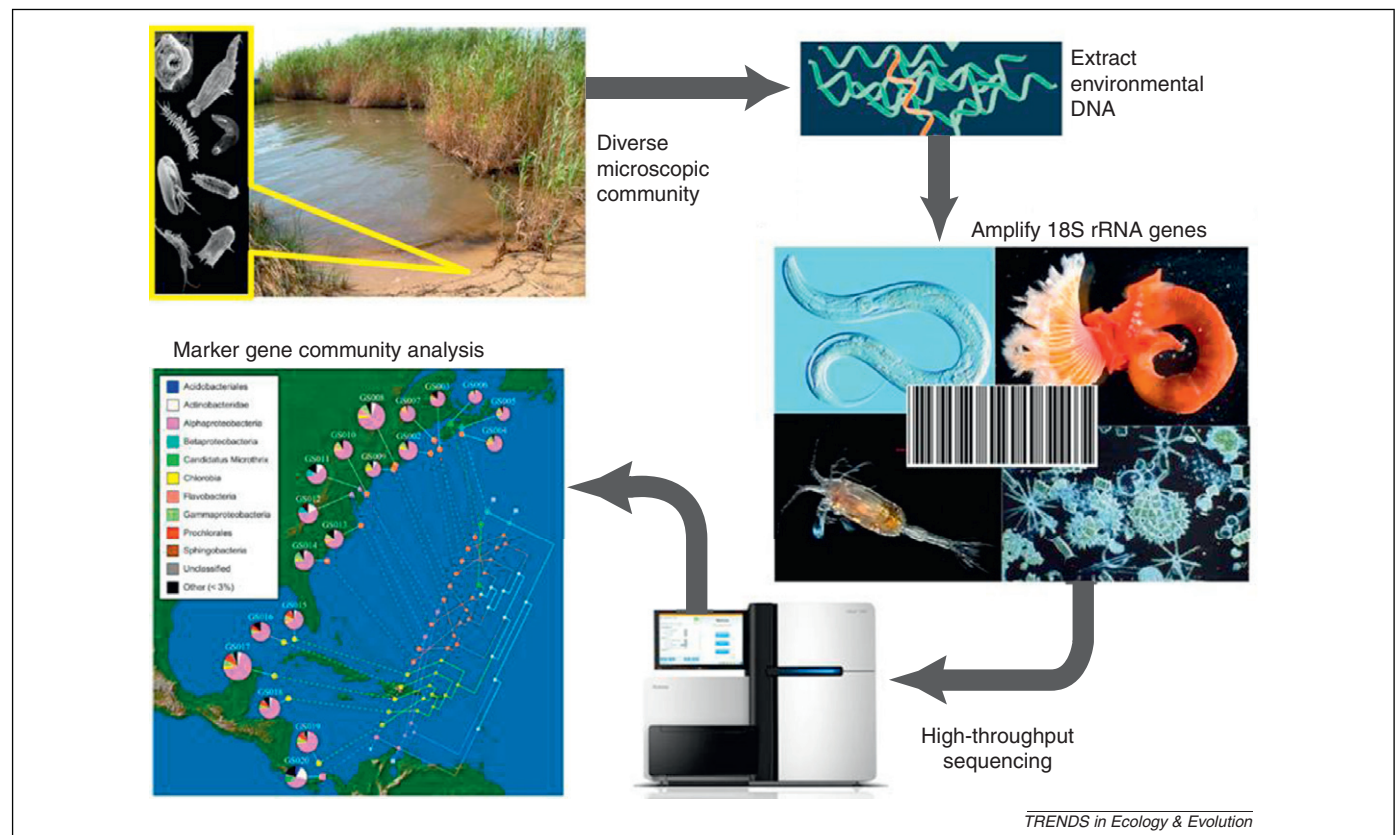 Diverse
microscopic
community
Extract
environmental
DNA
Amplify 18S rRNA genes
High-throughput
sequencing
Marker gene community analysis
Acidobacteriales
Actinobacteridae
Alphaproteobacteria
Betaproteobacteria
Candidatus Microthrix
Chlorobia
Flavobacteria
Gammaproteobacteria
Prochlorales
Sphingobacteria
Unclassified
Other (< 3%)
GS003
GS006
GS008
GS007
GS005
GS010
GS002
GS004
GS011
GS009
GS012
GS013
GS014
GS015
GS016
GS017
GS018
GS019
GS020
TRENDS in Ecology & Evolution